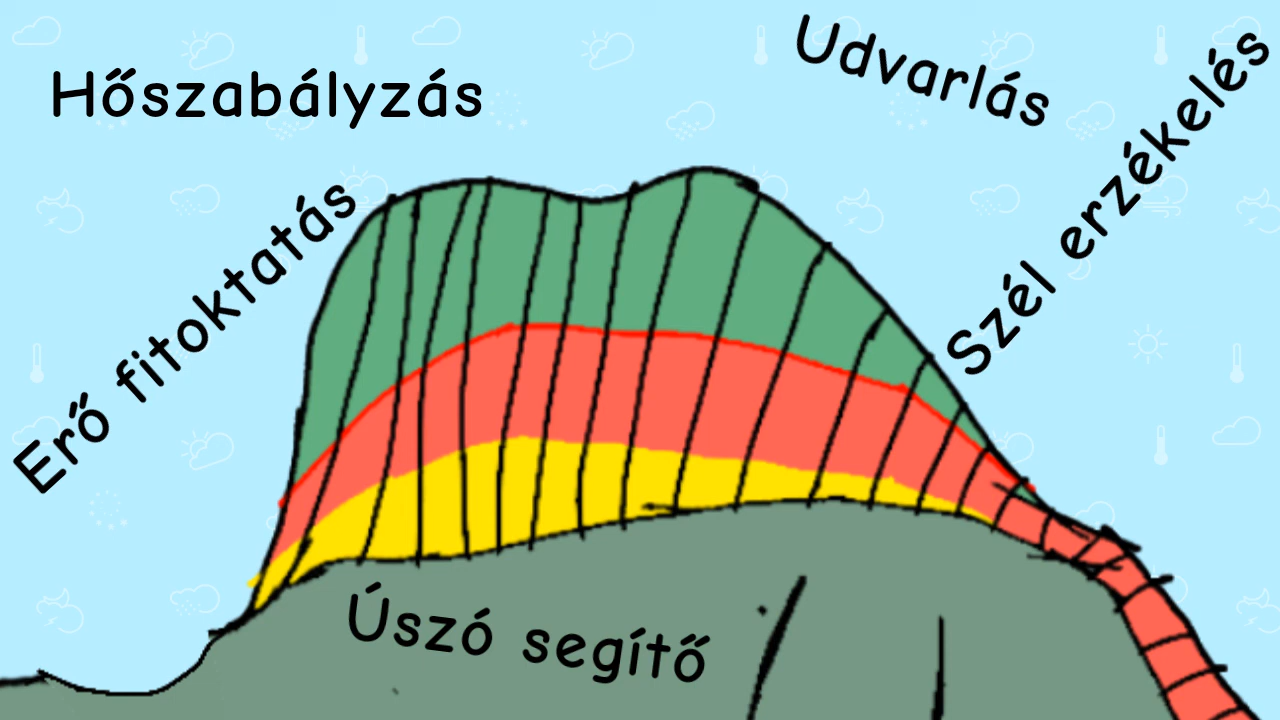 Hőszabályzás
Udvarlás
Erő fitoktatás
Szél erzékelés
Úszó segítő